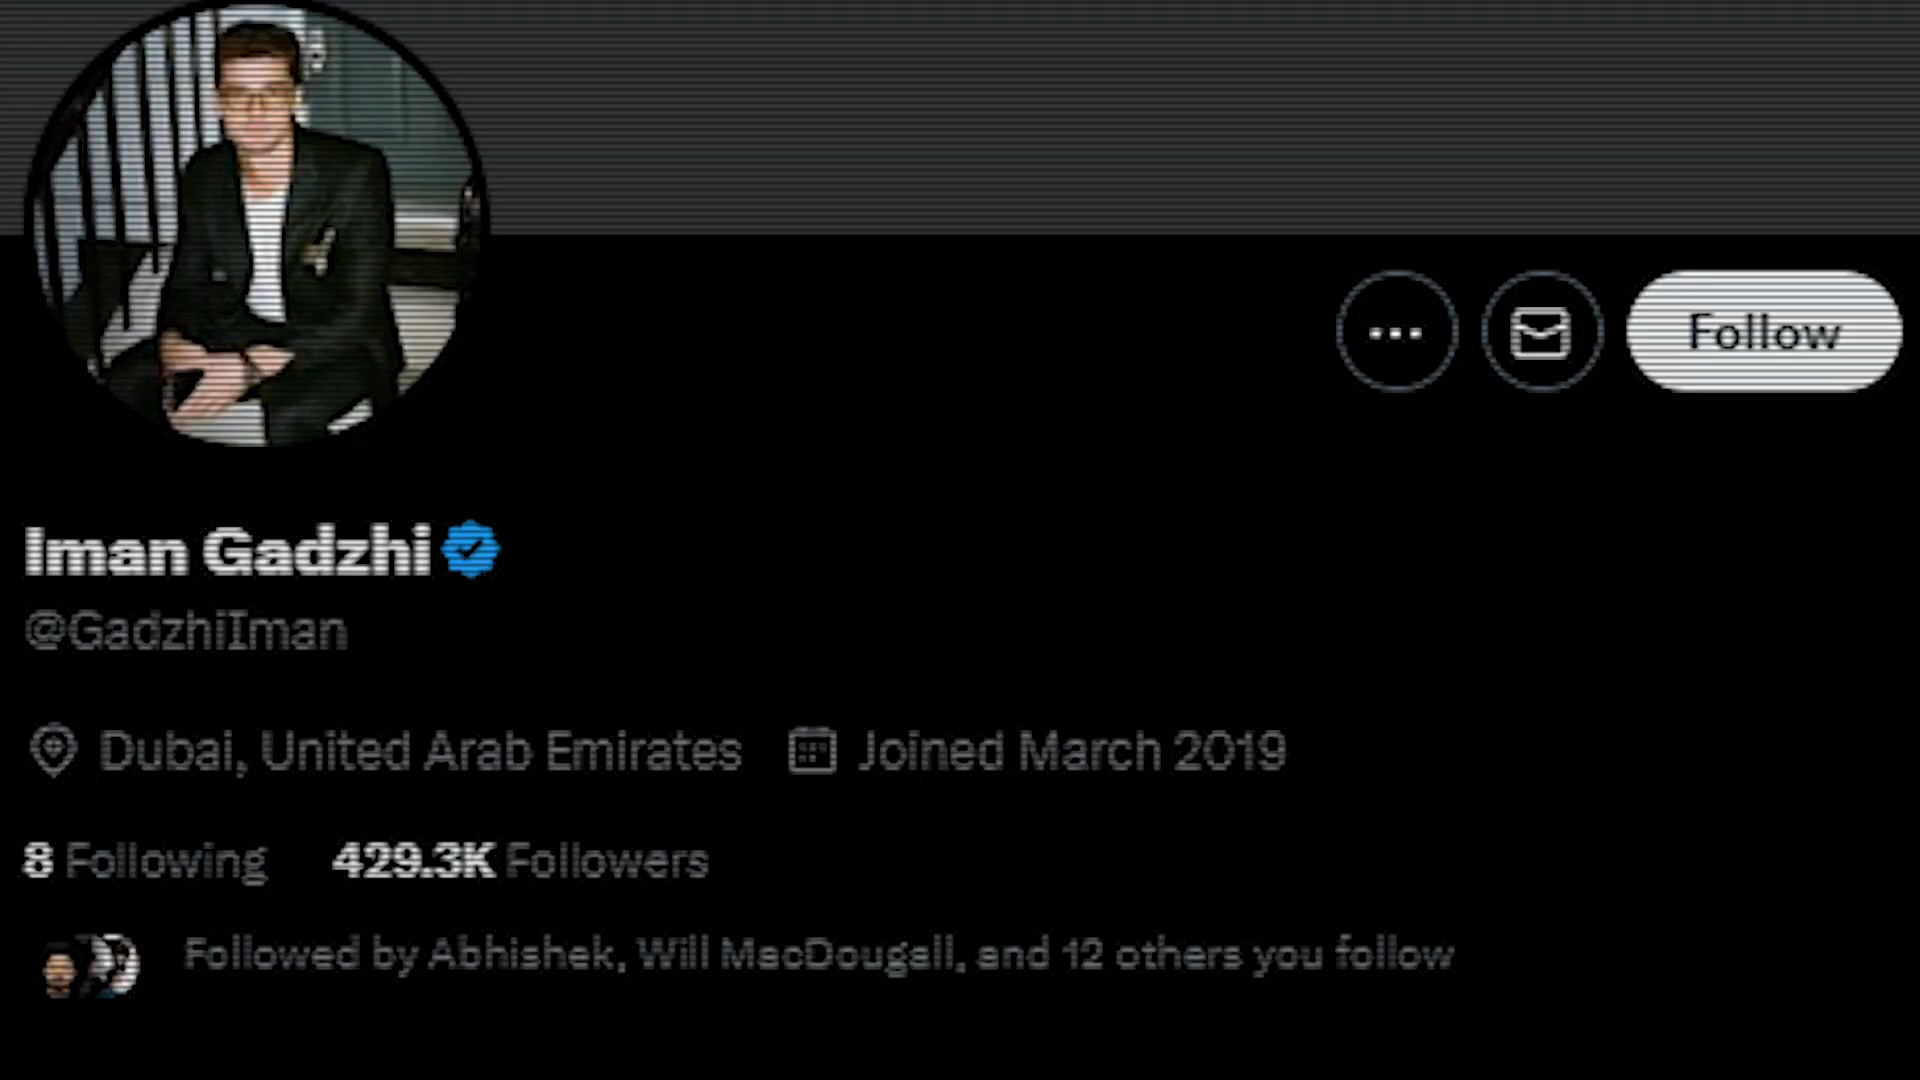 Follow
Iman Gadzhi
@GadzhiIman
Dubai, United Arab Emirates Joined March 2019
8 Following 429.3K Followers
Followed by Abhishek, Will MacDougall, and 12 others you follow